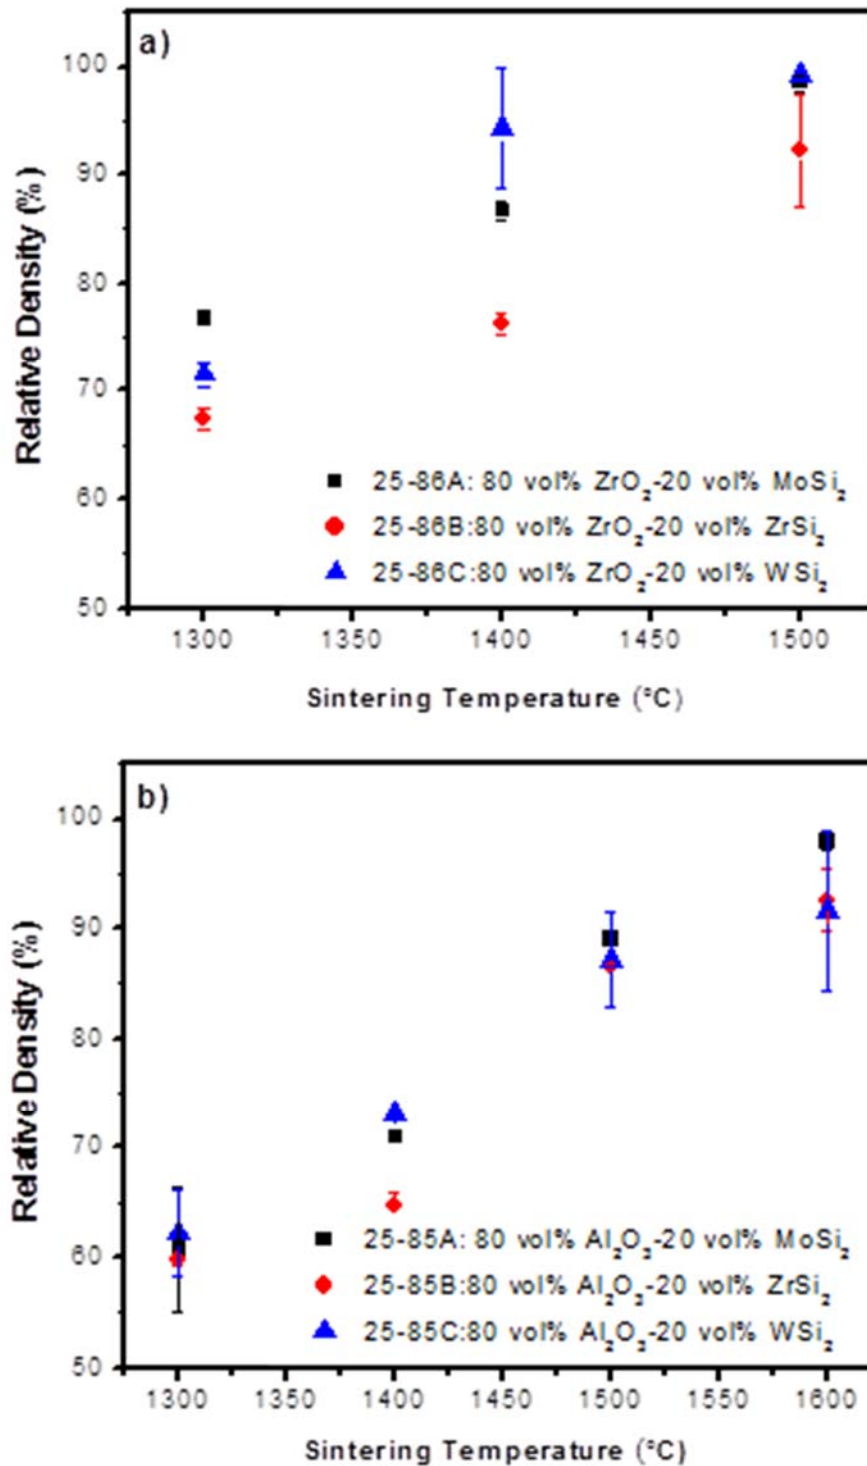 a)
100
90
80
70
60
50
Relative Density (%)
25-86A: 80 vol% ZrO₂-20 vol% MoSi₂
25-86B:80 vol% ZrO₂-20 vol% ZrSi₂
25-86C:80 vol% ZrO₂-20 vol% WSi₂
1300 1350 1400 1450 1500
Sintering Temperature (°C)
b)
100
90
80
70
60
50
Relative Density (%)
25-85A: 80 vol% Al₂O₃-20 vol% MoSi₂
25-85B:80 vol% Al₂O₃-20 vol% ZrSi₂
25-85C:80 vol% Al₂O₃-20 vol% WSi₂
1300 1350 1400 1450 1500 1550 1600
Sintering Temperature (°C)